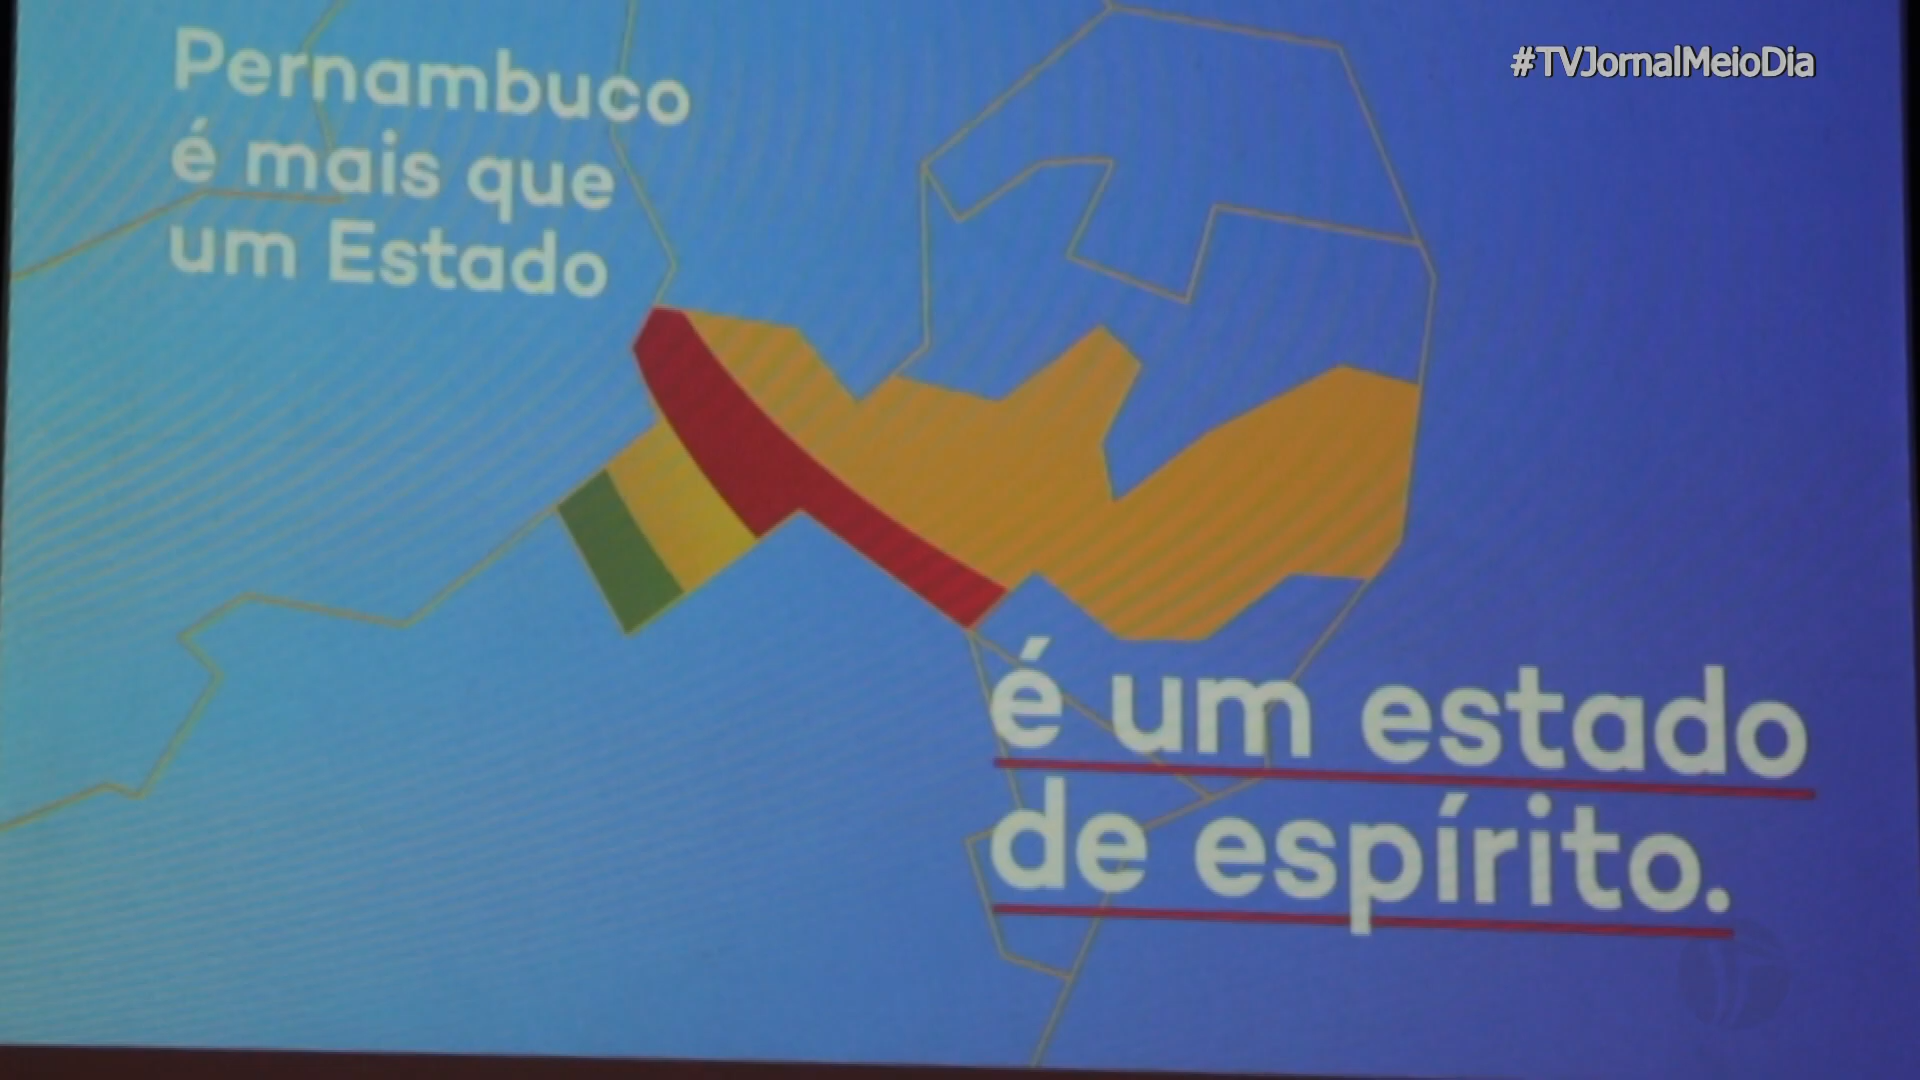 #TVJornalMeioDia
Pernambuco
é mais que
um Estado
é um estado
de espírito.